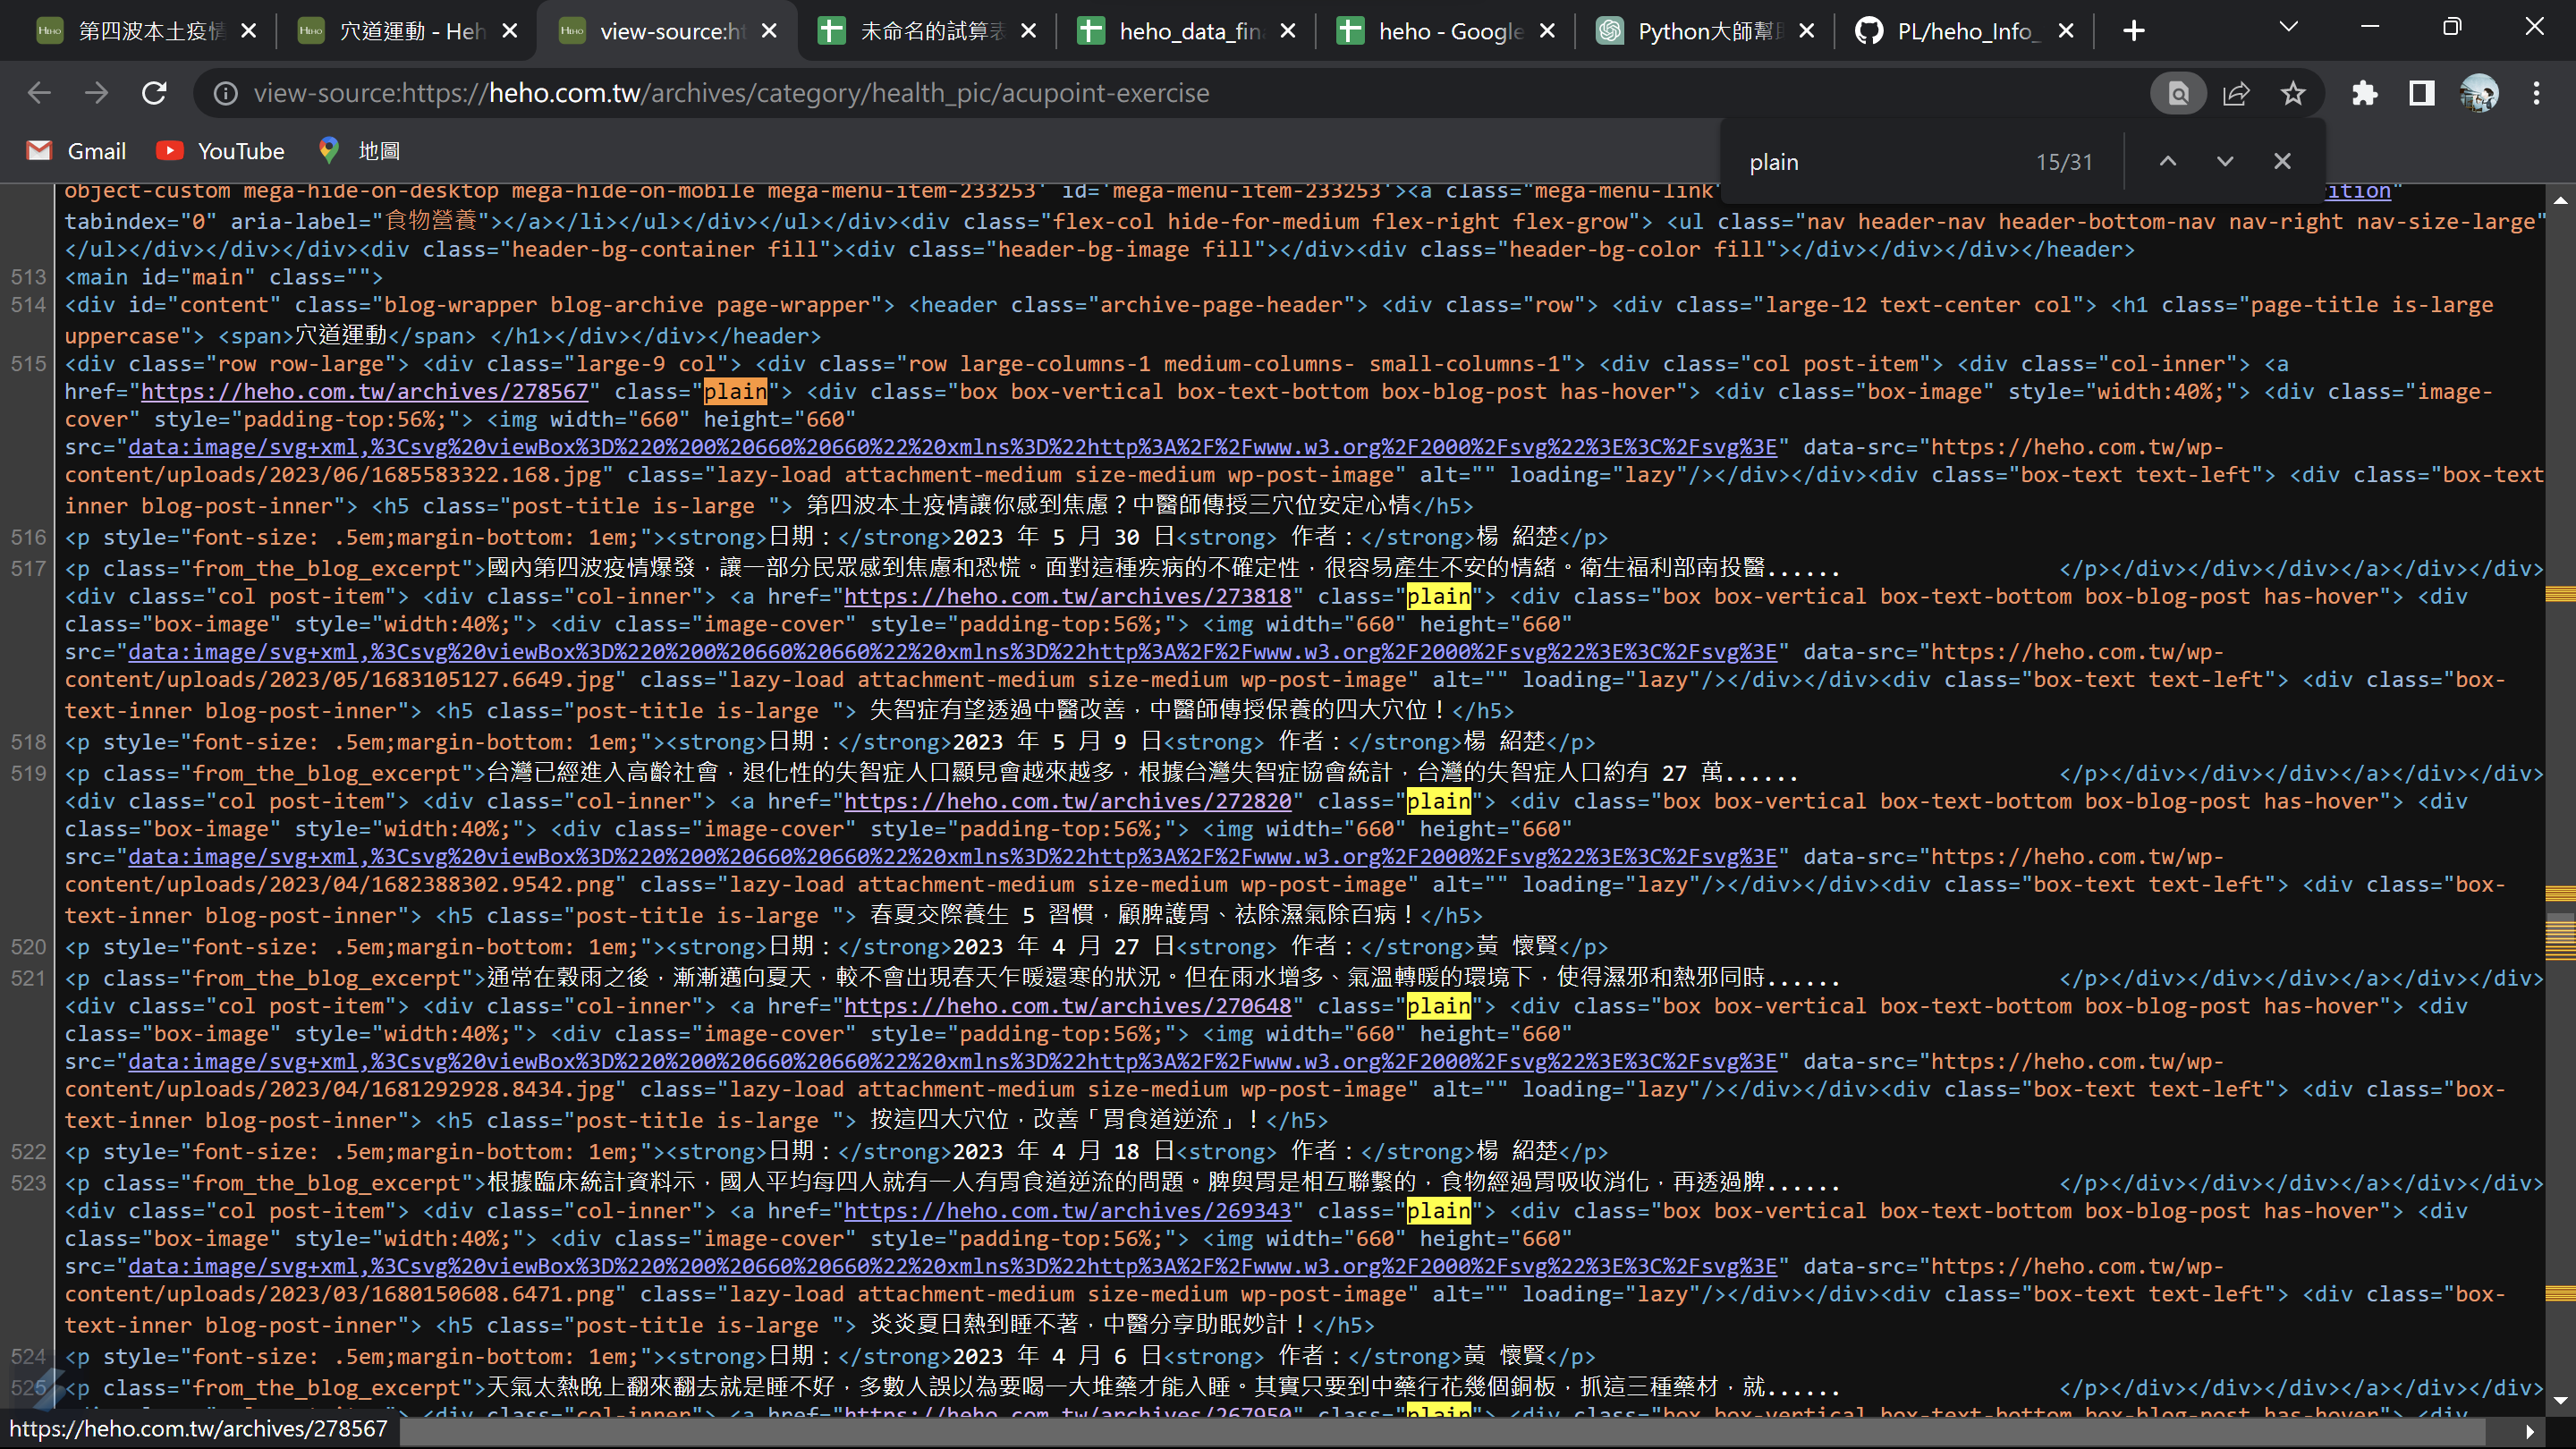 第四波本土疫情
穴道運動 - Heh
view-source:ht
未命名的試算表
heho_data_fin
heho - Google
Python大師幫
PL/heho_Info_
view-source:https://heho.com.tw/archives/category/health_pic/acupoint-exercise
Gmail
YouTube
地圖
plain
15/31
object-custom mega-hide-on-desktop mega-hide-on-mobile mega-menu-item-233253' id='mega-menu-item-233253'><a class="mega-menu-link" rition"
tabindex="0" aria-label="食物營養"></a></li></ul></div></ul></div><div class="flex-col hide-for-medium flex-right flex-grow"> <ul class="nav header-nav header-bottom-nav nav-right nav-size-large"
</ul></div></div></div><div class="header-bg-container fill"><div class="header-bg-image fill"></div><div class="header-bg-color fill"></div></div></div></header>
513 <main id="main" class="">
514 <div id="content" class="blog-wrapper blog-archive page-wrapper"> <header class="archive-page-header"> <div class="row"> <div class="large-12 text-center col"> <h1 class="page-title is-large
uppercase"> <span>穴道運動</span> </h1></div></div></header>
515 <div class="row row-large"> <div class="large-9 col"> <div class="row large-columns-1 medium-columns- small-columns-1"> <div class="col post-item"> <div class="col-inner"> <a
href="https://heho.com.tw/archives/278567" class="plain"> <div class="box box-vertical box-text-bottom box-blog-post has-hover"> <div class="box-image" style="width:40%;"> <div class="image-
cover" style="padding-top:56%;"> <img width="660" height="660"
src="data:image/svg+xml,%3Csvg%20viewBox%3D%220%200%20660%20660%22%20xmlns%3D%22http%3A%2F%2Fwww.w3.org%2F2000%2Fsvg%22%3E%3C%2Fsvg%3E" data-src="https://heho.com.tw/wp-
content/uploads/2023/06/1685583322.168.jpg" class="lazy-load attachment-medium size-medium wp-post-image" alt="" loading="lazy"/></div></div><div class="box-text text-left"> <div class="box-text
inner blog-post-inner"> <h5 class="post-title is-large "> 第四波本土疫情讓你感到焦慮？中醫師傳授三穴位安定心情</h5>
516 <p style="font-size: .5em;margin-bottom: 1em;"><strong>日期：</strong>2023 年 5 月 30 日<strong> 作者：</strong>楊 紹楚</p>
517 <p class="from_the_blog_excerpt">國內第四波疫情爆發，讓一部分民眾感到焦慮和恐慌。面對這種疾病的不確定性，很容易產生不安的情緒。衛生福利部南投醫...... </p></div></div></div></a></div></div>
<div class="col post-item"> <div class="col-inner"> <a href="https://heho.com.tw/archives/273818" class="plain"> <div class="box box-vertical box-text-bottom box-blog-post has-hover"> <div
class="box-image" style="width:40%;"> <div class="image-cover" style="padding-top:56%;"> <img width="660" height="660"
src="data:image/svg+xml,%3Csvg%20viewBox%3D%220%200%20660%20660%22%20xmlns%3D%22http%3A%2F%2Fwww.w3.org%2F2000%2Fsvg%22%3E%3C%2Fsvg%3E" data-src="https://heho.com.tw/wp-
content/uploads/2023/05/1683105127.6649.jpg" class="lazy-load attachment-medium size-medium wp-post-image" alt="" loading="lazy"/></div></div><div class="box-text text-left"> <div class="box-
text-inner blog-post-inner"> <h5 class="post-title is-large "> 失智症有望透過中醫改善，中醫師傳授保養的四大穴位！</h5>
518 <p style="font-size: .5em;margin-bottom: 1em;"><strong>日期：</strong>2023 年 5 月 9 日<strong> 作者：</strong>楊 紹楚</p>
519 <p class="from_the_blog_excerpt">台灣已經進入高齡社會，退化性的失智症人口顯見會越來越多，根據台灣失智症協會統計，台灣的失智症人口約有 27 萬...... </p></div></div></div></a></div></div>
<div class="col post-item"> <div class="col-inner"> <a href="https://heho.com.tw/archives/272820" class="plain"> <div class="box box-vertical box-text-bottom box-blog-post has-hover"> <div
class="box-image" style="width:40%;"> <div class="image-cover" style="padding-top:56%;"> <img width="660" height="660"
src="data:image/svg+xml,%3Csvg%20viewBox%3D%220%200%20660%20660%22%20xmlns%3D%22http%3A%2F%2Fwww.w3.org%2F2000%2Fsvg%22%3E%3C%2Fsvg%3E" data-src="https://heho.com.tw/wp-
content/uploads/2023/04/1682388302.9542.png" class="lazy-load attachment-medium size-medium wp-post-image" alt="" loading="lazy"/></div></div><div class="box-text text-left"> <div class="box-
text-inner blog-post-inner"> <h5 class="post-title is-large "> 春夏交際養生 5 習慣，顧脾護胃、祛除濕氣除百病！</h5>
520 <p style="font-size: .5em;margin-bottom: 1em;"><strong>日期：</strong>2023 年 4 月 27 日<strong> 作者：</strong>黃 懷賢</p>
521 <p class="from_the_blog_excerpt">通常在穀雨之後，漸漸邁向夏天，較不會出現春天乍暖還寒的狀況。但在雨水增多、氣溫轉暖的環境下，使得濕邪和熱邪同時...... </p></div></div></div></a></div></div>
<div class="col post-item"> <div class="col-inner"> <a href="https://heho.com.tw/archives/270648" class="plain"> <div class="box box-vertical box-text-bottom box-blog-post has-hover"> <div
class="box-image" style="width:40%;"> <div class="image-cover" style="padding-top:56%;"> <img width="660" height="660"
src="data:image/svg+xml,%3Csvg%20viewBox%3D%220%200%20660%20660%22%20xmlns%3D%22http%3A%2F%2Fwww.w3.org%2F2000%2Fsvg%22%3E%3C%2Fsvg%3E" data-src="https://heho.com.tw/wp-
content/uploads/2023/04/1681292928.8434.jpg" class="lazy-load attachment-medium size-medium wp-post-image" alt="" loading="lazy"/></div></div><div class="box-text text-left"> <div class="box-
text-inner blog-post-inner"> <h5 class="post-title is-large "> 按這四大穴位，改善「胃食道逆流」！</h5>
522 <p style="font-size: .5em;margin-bottom: 1em;"><strong>日期：</strong>2023 年 4 月 18 日<strong> 作者：</strong>楊 紹楚</p>
523 <p class="from_the_blog_excerpt">根據臨床統計資料示，國人平均每四人就有一人有胃食道逆流的問題。脾與胃是相互聯繫的，食物經過胃吸收消化，再透過脾...... </p></div></div></div></a></div></div>
<div class="col post-item"> <div class="col-inner"> <a href="https://heho.com.tw/archives/269343" class="plain"> <div class="box box-vertical box-text-bottom box-blog-post has-hover"> <div
class="box-image" style="width:40%;"> <div class="image-cover" style="padding-top:56%;"> <img width="660" height="660"
src="data:image/svg+xml,%3Csvg%20viewBox%3D%220%200%20660%20660%22%20xmlns%3D%22http%3A%2F%2Fwww.w3.org%2F2000%2Fsvg%22%3E%3C%2Fsvg%3E" data-src="https://heho.com.tw/wp-
content/uploads/2023/03/1680150608.6471.png" class="lazy-load attachment-medium size-medium wp-post-image" alt="" loading="lazy"/></div></div><div class="box-text text-left"> <div class="box-
text-inner blog-post-inner"> <h5 class="post-title is-large "> 炎炎夏日熱到睡不著，中醫分享助眠妙計！</h5>
524 <p style="font-size: .5em;margin-bottom: 1em;"><strong>日期：</strong>2023 年 4 月 6 日<strong> 作者：</strong>黃 懷賢</p>
525 <p class="from_the_blog_excerpt">天氣太熱晚上翻來翻去就是睡不好，多數人誤以為要喝一大堆藥才能入睡。其實只要到中藥行花幾個銅板，抓這三種藥材，就...... </p></div></div></div></a></div></div>
<div class="col post-item"> <div class="col-inner"> <a href="https://heho.com.tw/archives/267950" class="plain"> <div class="box box-vertical box-text-bottom box-blog-post has-hover"> <div
https://heho.com.tw/archives/278567